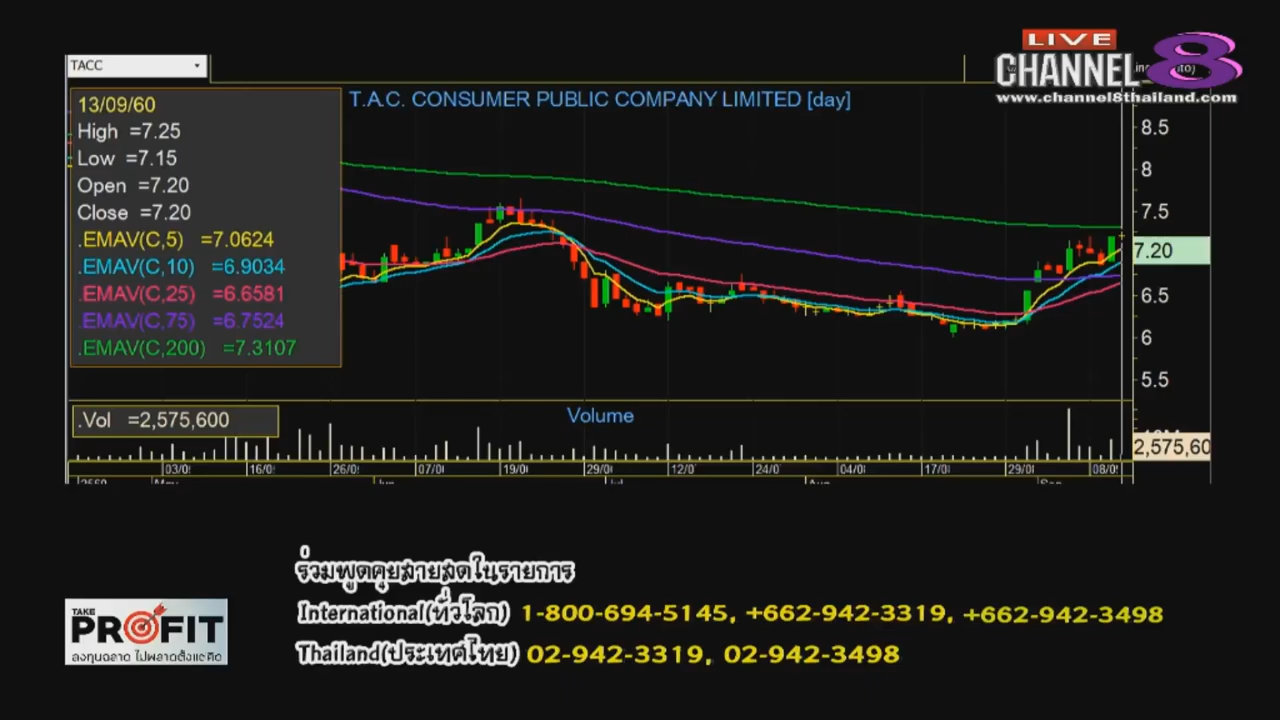 LIVE
CHANNEL 8
www.channel8thailand.com
TACC
T.A.C. CONSUMER PUBLIC COMPANY LIMITED [day]
13/09/60
High =7.25
Low =7.15
Open =7.20
Close =7.20
.EMAV(C,5) =7.0624
.EMAV(C,10) =6.9034
.EMAV(C,25) =6.6581
.EMAV(C,75) =6.7524
.EMAV(C,200) =7.3107
8.5
8
7.5
7.20
6.5
6
5.5
.Vol =2,575,600
Volume
2,575,60
03/0 16/0 26/0 07/0 19/0 29/0 12/0 24/0 04/0 17/0 29/0 08/0
ร่วมพูดคุยสายสดในรายการ
International(ทั่วโลก) 1-800-694-5145, +662-942-3319, +662-942-3498
Thailand(ประเทศไทย) 02-942-3319, 02-942-3498
TAKE
PROFIT
ลงทุนฉลาด ไม่พลาดตั้งแต่คิด